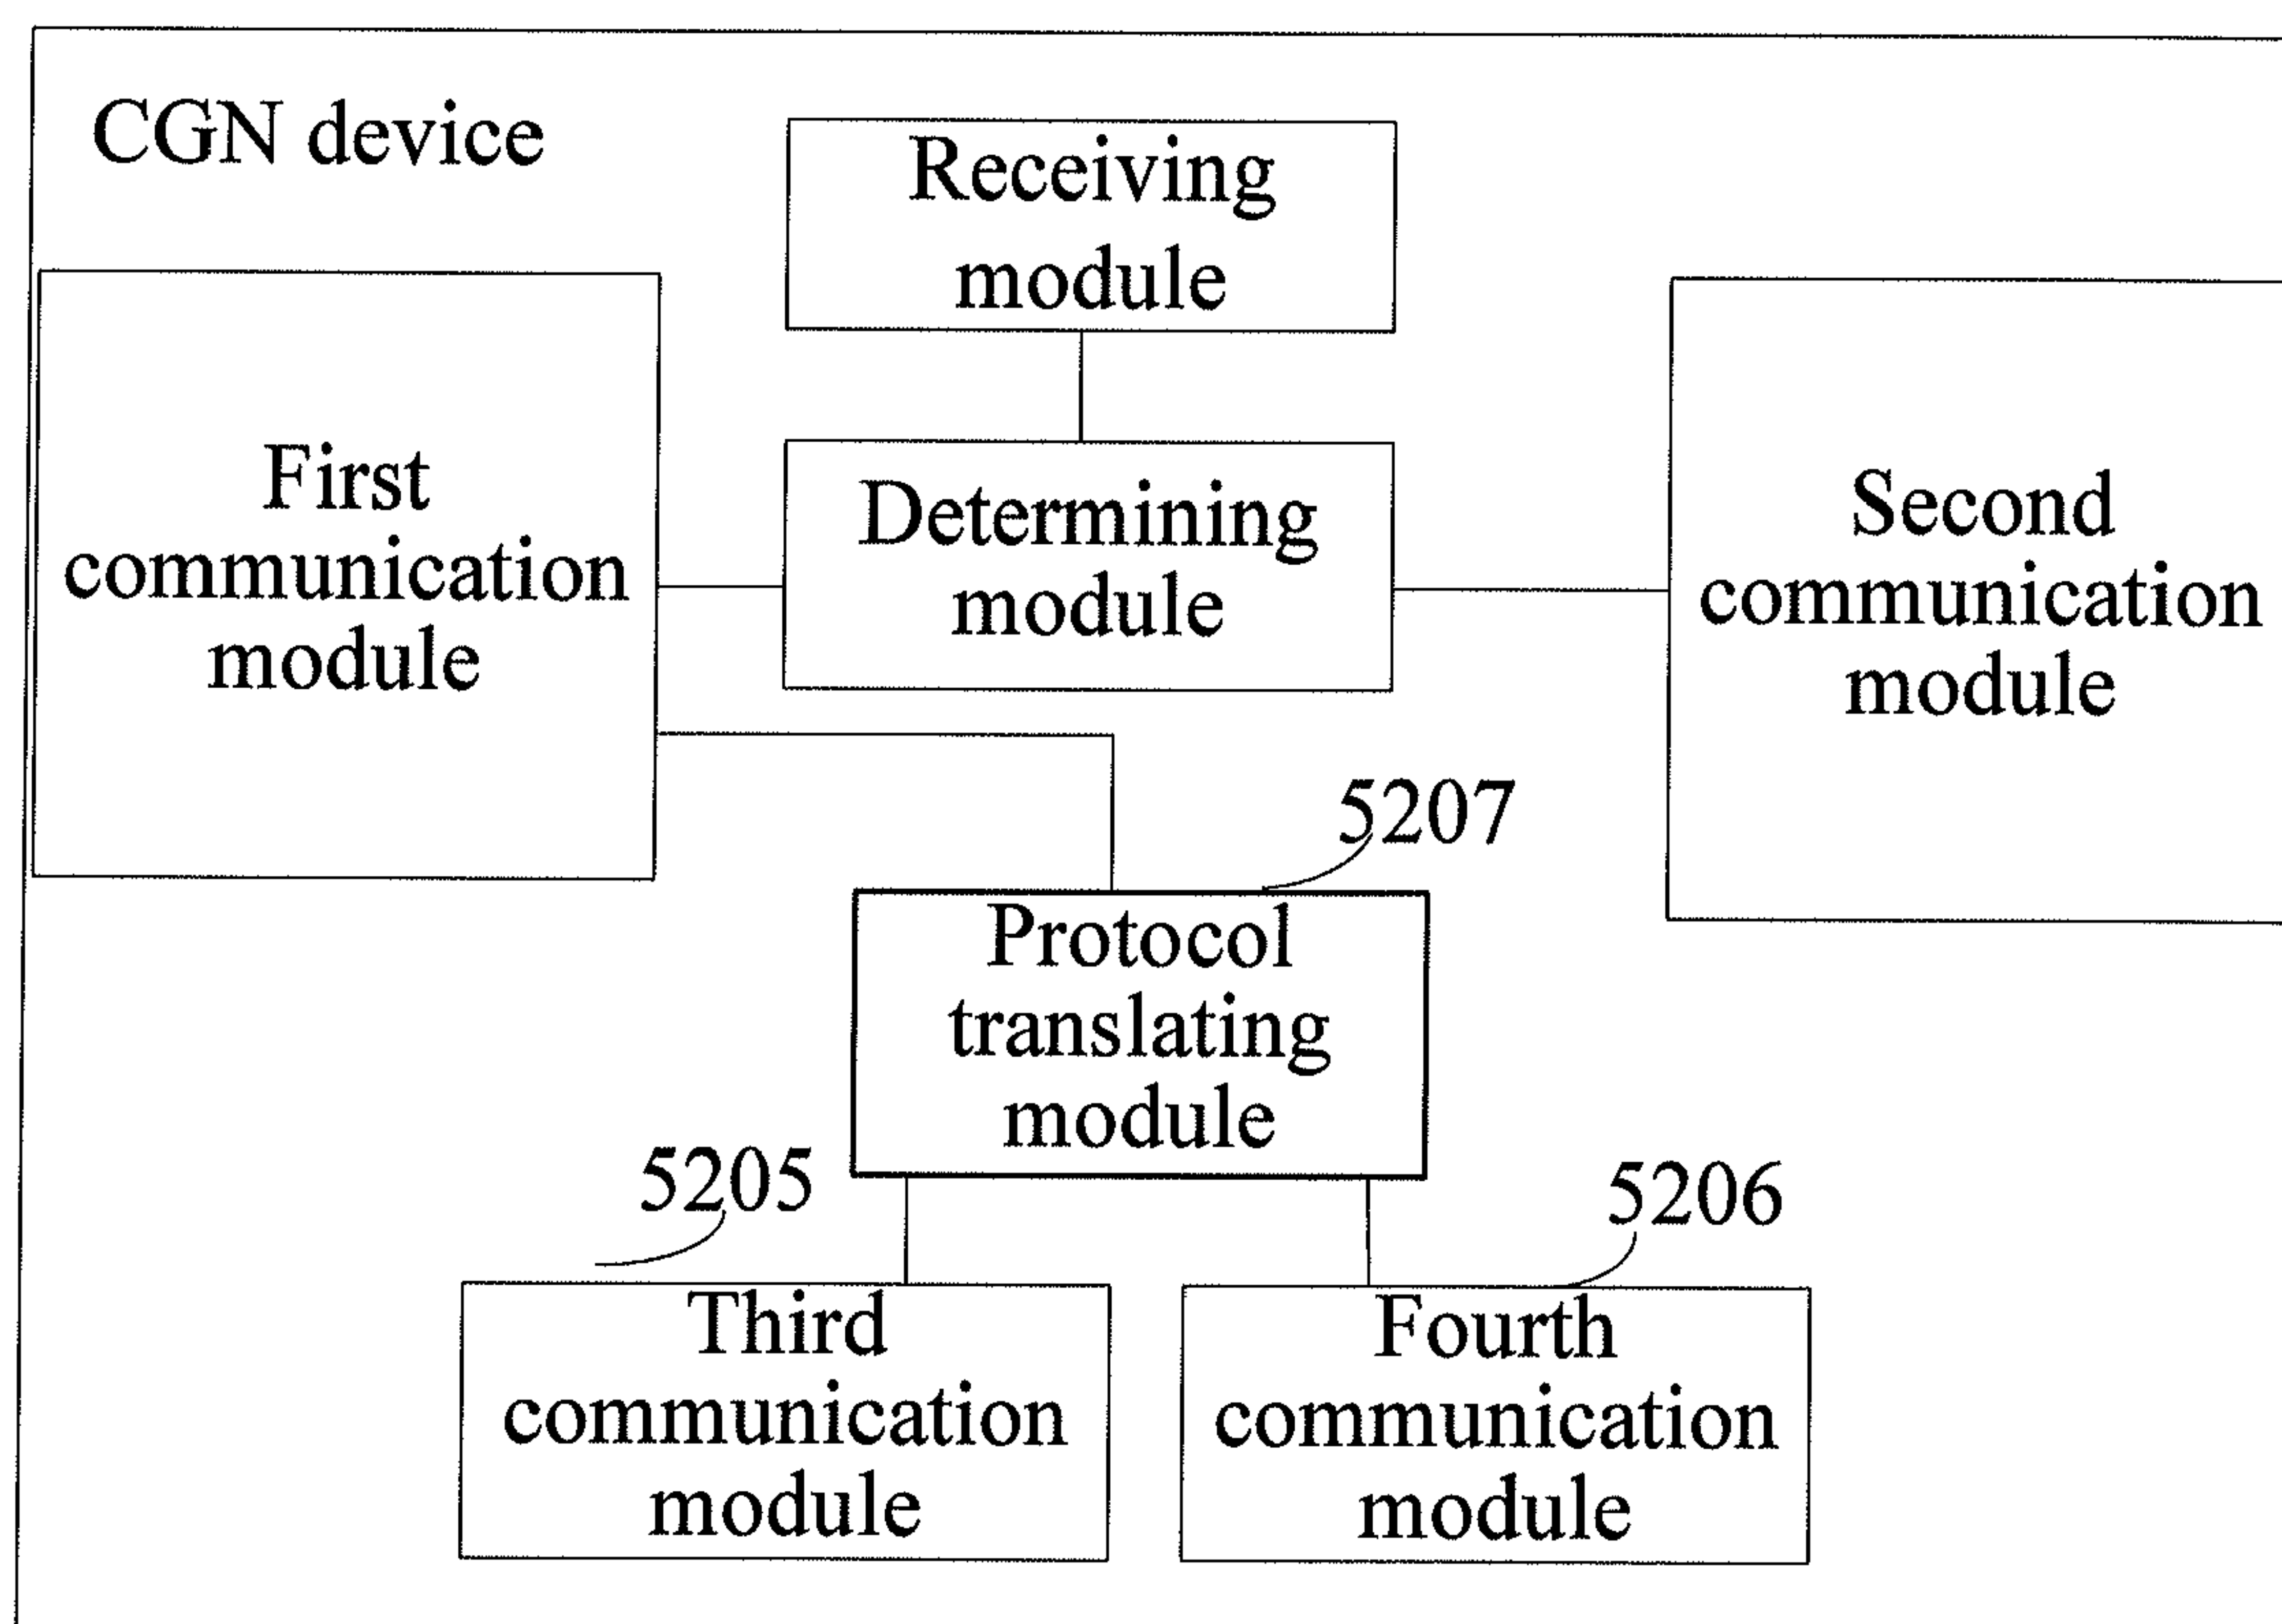 CGN device
Receiving
module
First
communication
module
Determining
module
Second
communication
module
5207
Protocol
translating
module
5205
5206
Third
communication
module
Fourth
communication
module